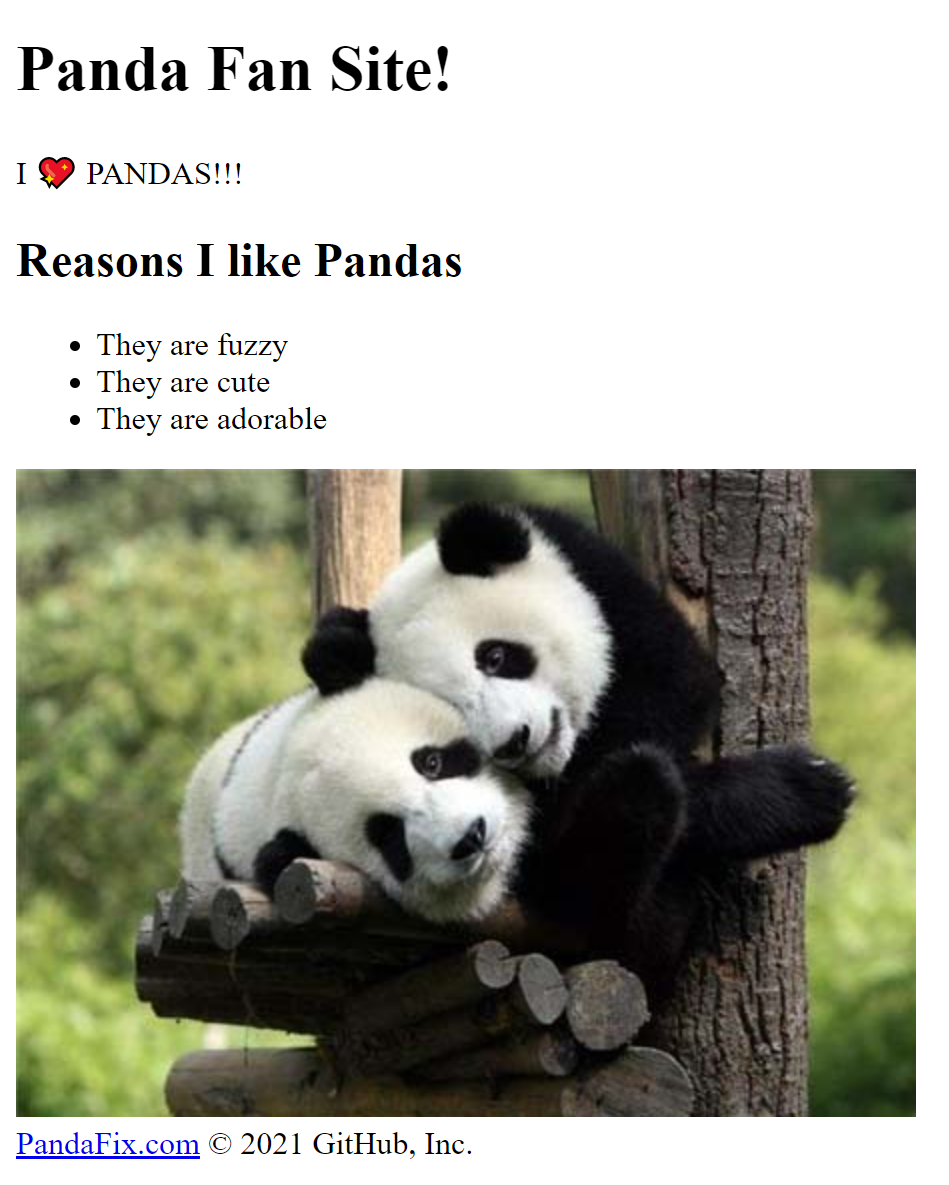 Panda Fan Site!
I 💖 PANDAS!!!
Reasons I like Pandas
• They are fuzzy
• They are cute
• They are adorable
PandaFix.com © 2021 GitHub, Inc.